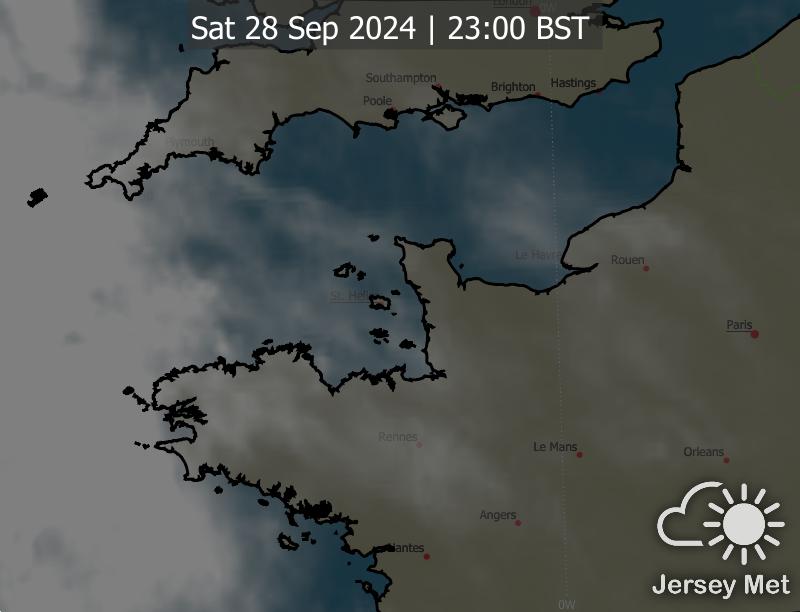 London
0W
Sat 28 Sep 2024 | 23:00 BST
Southampton
Brighton
Hastings
Poole
Plymouth
Le Havre
Rouen
St. Helier
Paris
Rennes
Le Mans
Orleans
Angers
Nantes
0W
Jersey Met